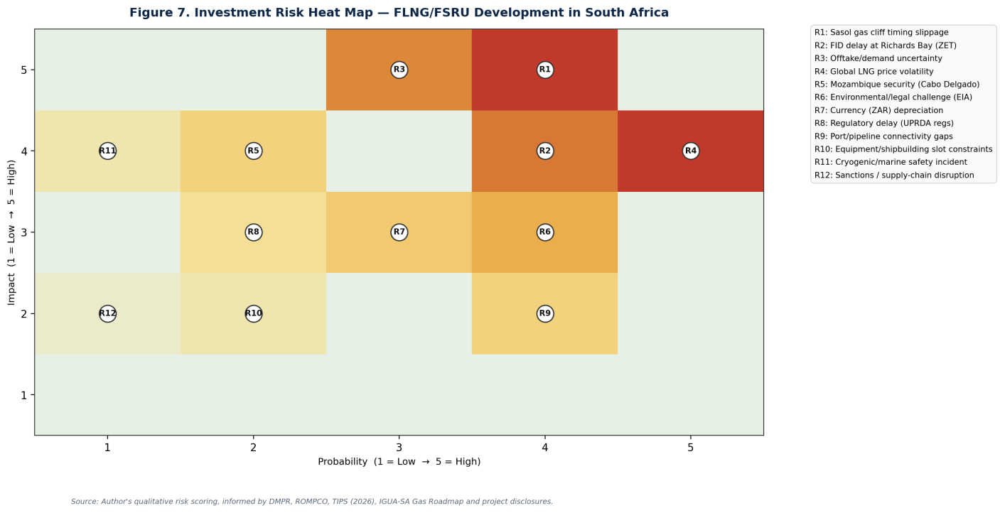 Figure 7. Investment Risk Heat Map — FLNG/FSRU Development in South Africa
R1: Sasol gas cliff timing slippage
R2: FID delay at Richards Bay (ZET)
R3: Offtake/demand uncertainty
R4: Global LNG price volatility
R5: Mozambique security (Cabo Delgado)
R6: Environmental/legal challenge (EIA)
R7: Currency (ZAR) depreciation
R8: Regulatory delay (UPRDA regs)
R9: Port/pipeline connectivity gaps
R10: Equipment/shipbuilding slot constraints
R11: Cryogenic/marine safety incident
R12: Sanctions / supply-chain disruption
Impact (1 = Low → 5 = High)
5 R3 R1
4 R11 R5 R2 R4
3 R8 R7 R6
2 R12 R10 R9
1
1 2 3 4 5
Probability (1 = Low → 5 = High)
Source: Author's qualitative risk scoring, informed by DMPR, ROMPCO, TIPS (2026), IGUA-SA Gas Roadmap and project disclosures.